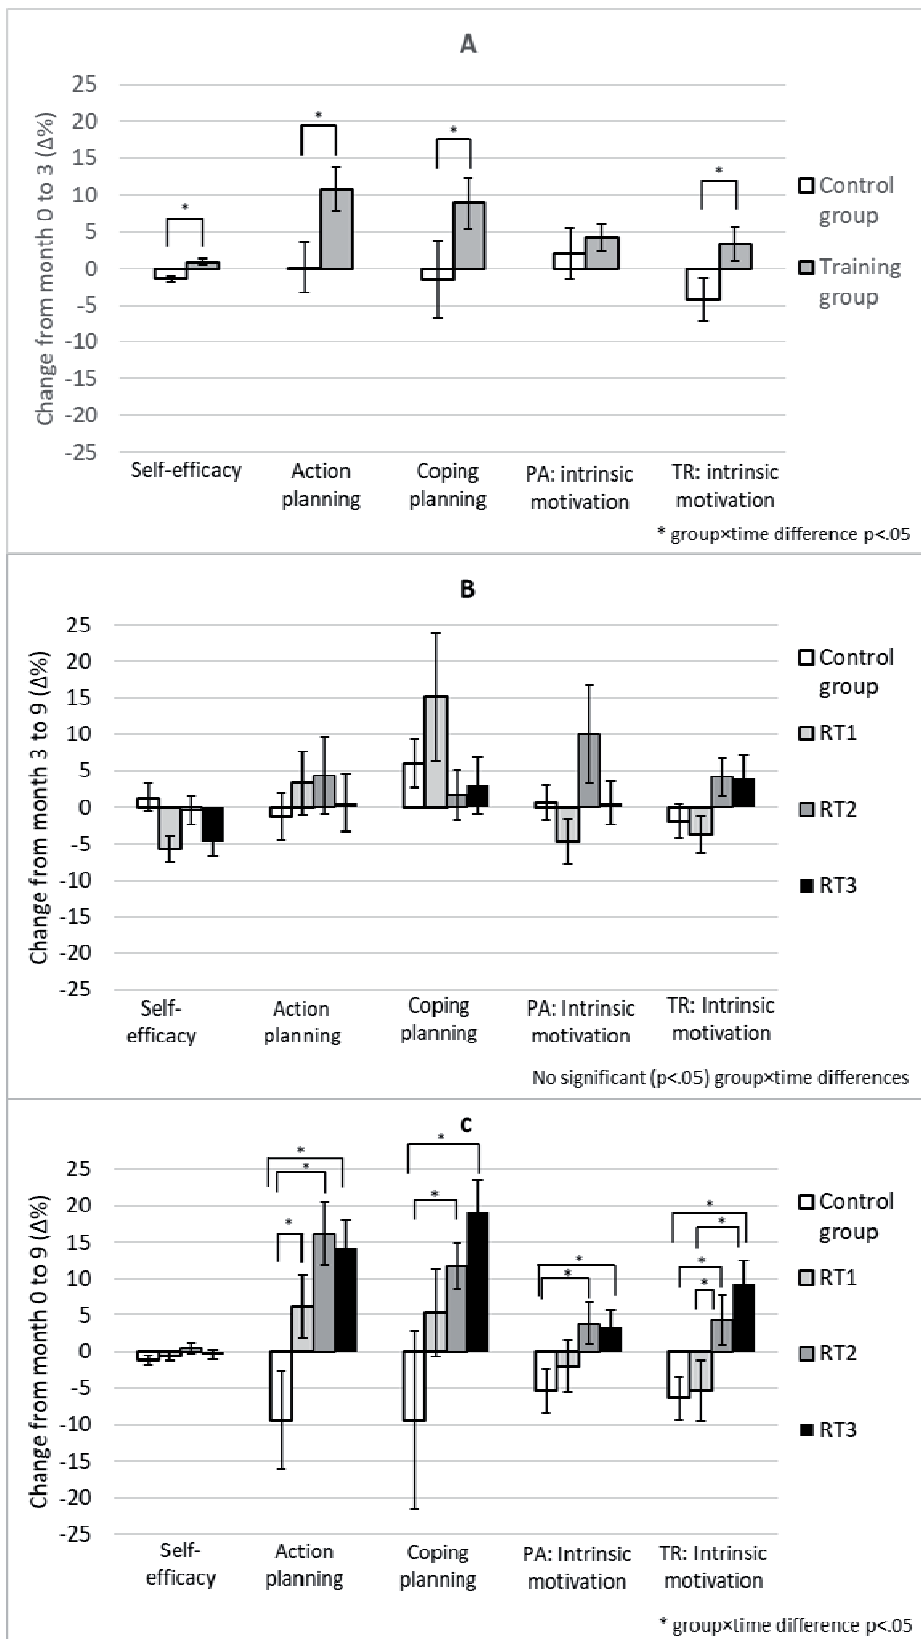 A
Change from month 0 to 3 (Δ%)
25
20
15
10
5
0
-5
-10
-15
-20
-25
*
*
*
*
Control
group
Training
group
Self-efficacy
Action
planning
Coping
planning
PA: intrinsic
motivation
TR: intrinsic
motivation
* group×time difference p<.05
B
Change from month 3 to 9 (Δ%)
25
20
15
10
5
0
-5
-10
-15
-20
-25
Control
group
RT1
RT2
RT3
Self-
efficacy
Action
planning
Coping
planning
PA: Intrinsic
motivation
TR: Intrinsic
motivation
No significant (p<.05) group×time differences
C
Change from month 0 to 9 (Δ%)
25
20
15
10
5
0
-5
-10
-15
-20
-25
*
*
*
*
*
*
*
*
*
*
*
Control
group
RT1
RT2
RT3
Self-
efficacy
Action
planning
Coping
planning
PA: Intrinsic
motivation
TR: Intrinsic
motivation
* group×time difference p<.05